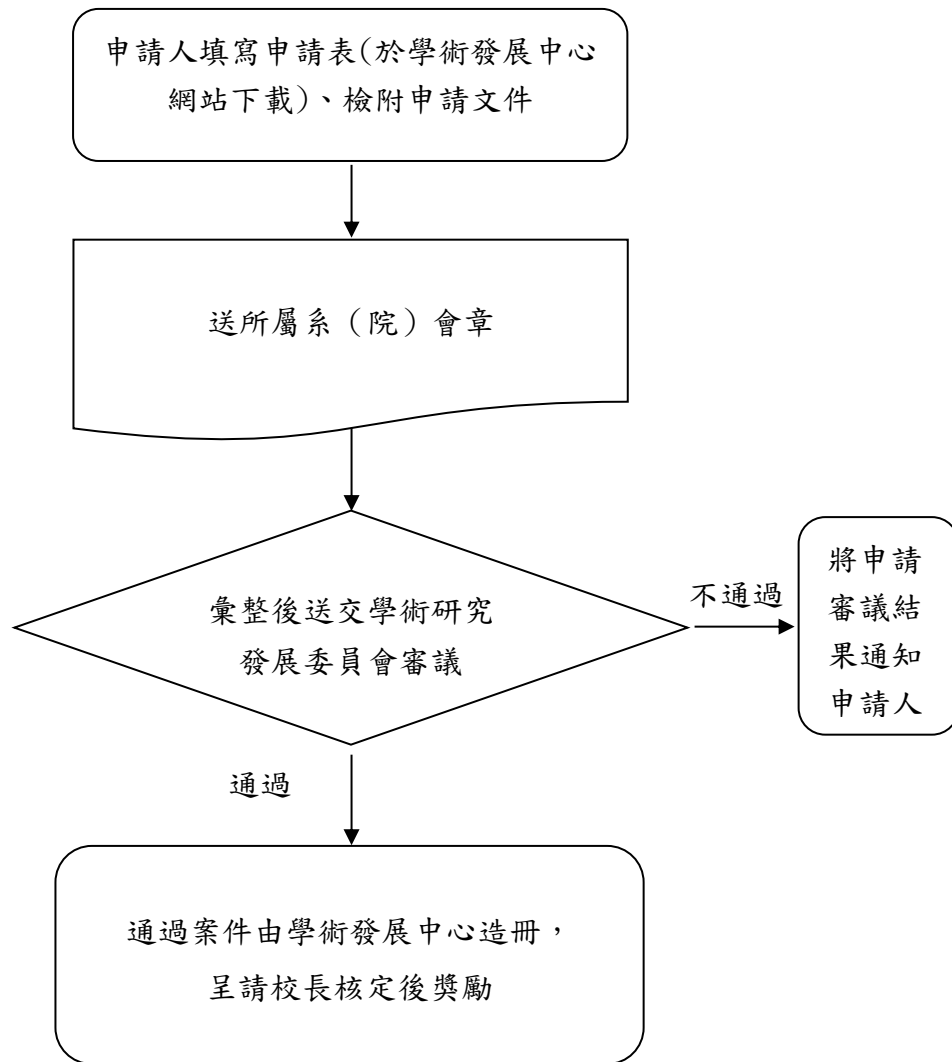 申請人填寫申請表(於學術發展中心
網站下載)、檢附申請文件
送所屬系（院）會章
彙整後送交學術研究
發展委員會審議
不通過
將申請
審議結
果通知
申請人
通過
通過案件由學術發展中心造冊，
呈請校長核定後獎勵